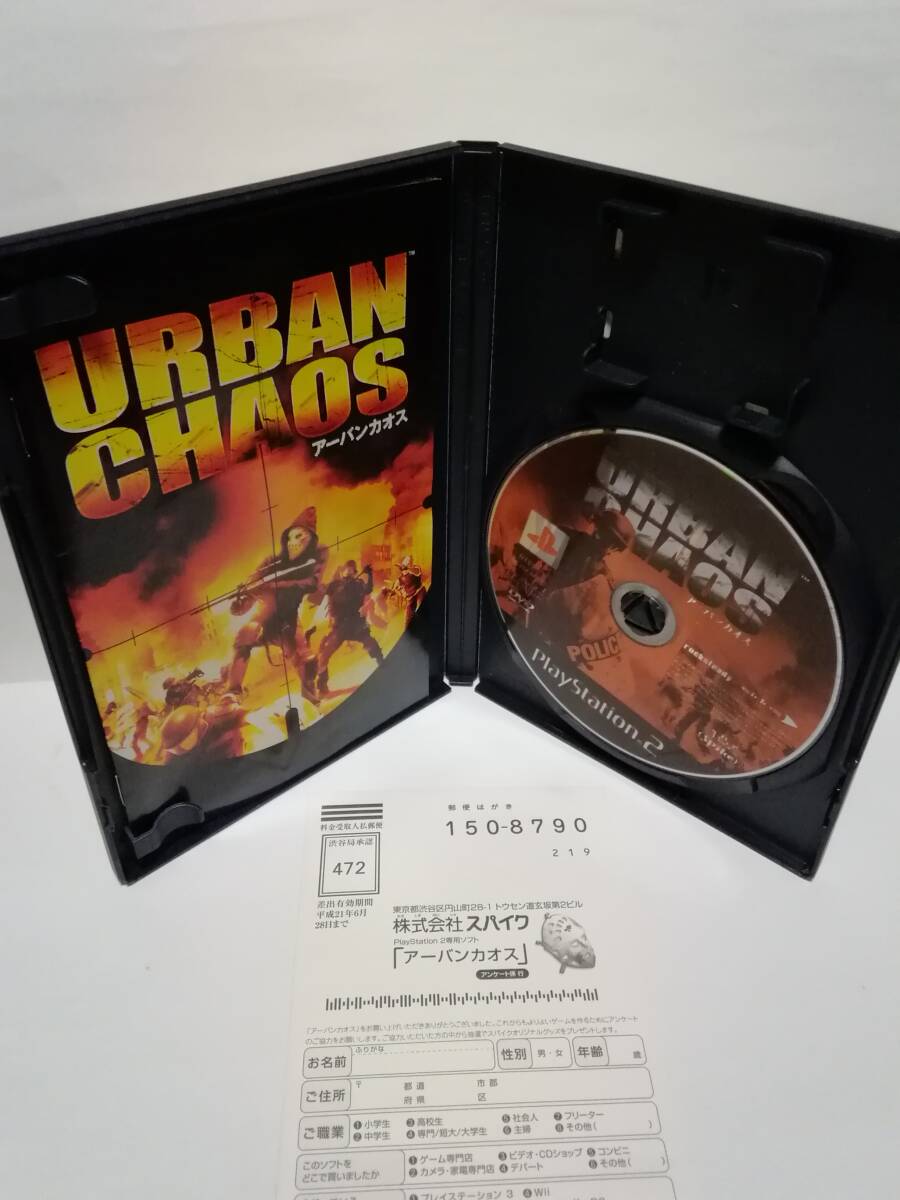 URBAN
CHAOS
™
アーバンカオス
URBAN
CHAOS
™
アーバンカオス
POLICE
rocksteady
PlayStation 2
郵便はがき
150-8790
219
料金受取人払郵便
渋谷局承認
472
差出有効期間
平成21年6月
28日まで
東京都渋谷区円山町28-1 トウセン道玄坂第2ビル
株式会社 スパイク
PlayStation 2専用ソフト
「アーバンカオス」
アンケート係 行
「アーバンカオス」をお買い上げいただきありがとうございました。これからもよりよいゲームを作るためにアンケート
のご協力をお願いします。ご協力いただいた方の中から抽選でスパイクオリジナルグッズをプレゼントします。
お名前 ふりがな 性別 男・女 年齢 歳
ご住所 〒 都道 市郡
府県 区
ご職業 ❶小学生 ❸高校生 ❺社会人 ❼フリーター
❷中学生 ❹専門/短大/大学生 ❻主婦 ❽その他( )
このソフトを
どこで買いましたか
❶ゲーム専門店 ❸ビデオ・CDショップ ❺コンビニ
❷カメラ・家電専門店 ❹デパート ❻その他( )
❶プレイステーション 3 ❹Wii